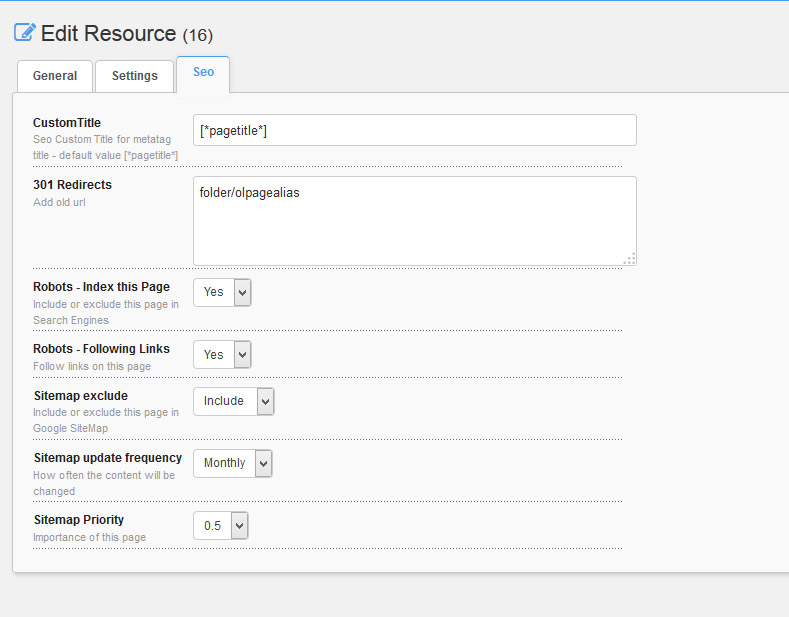 Edit Resource (16)
General
Settings
Seo
CustomTitle
Seo Custom Title for metatag
title - default value [*pagetitle*]
[*pagetitle*]
301 Redirects
Add old url
folder/olpagealias
Robots - Index this Page
Include or exclude this page in
Search Engines
Yes
Robots - Following Links
Follow links on this page
Yes
Sitemap exclude
Include or exclude this page in
Google SiteMap
Include
Sitemap update frequency
How often the content will be
changed
Monthly
Sitemap Priority
Importance of this page
0.5